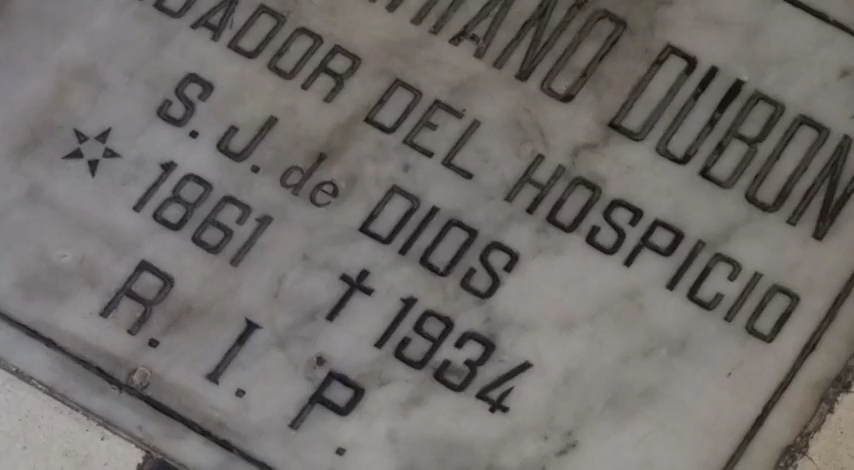 DUBON
DEL HOSPICIO
S. J. de DIOS
1861 † 1934
R. I. P.